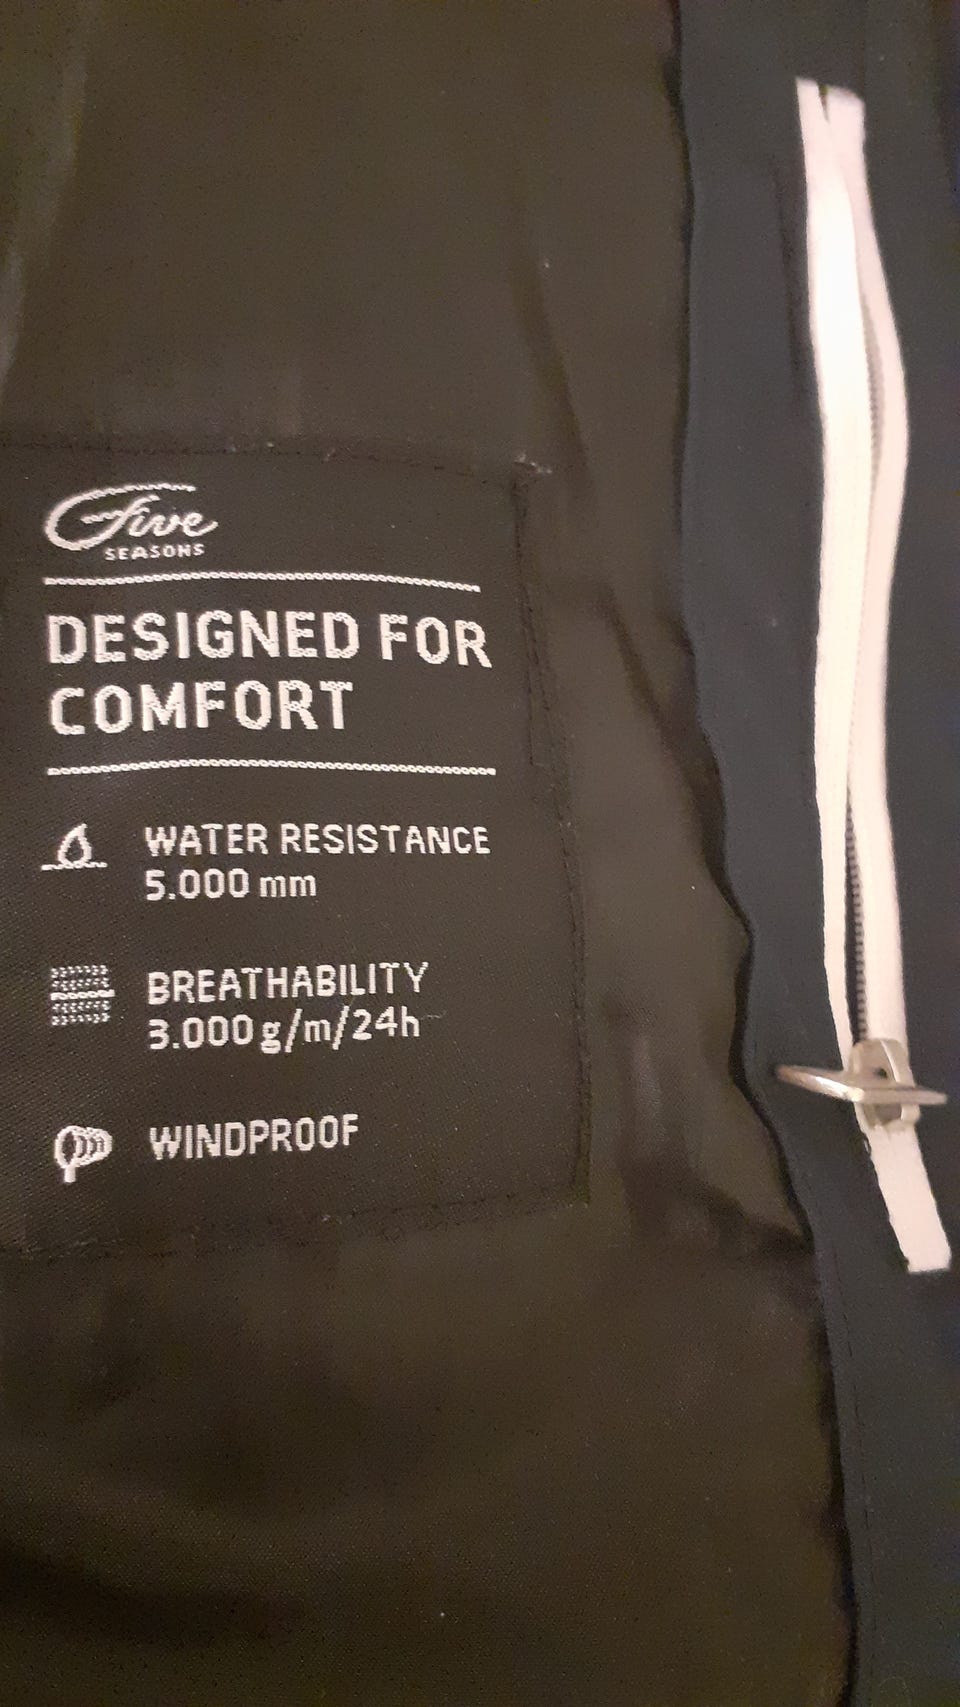 Five
SEASONS
DESIGNED FOR
COMFORT
WATER RESISTANCE
5.000 mm
BREATHABILITY
3.000 g/m/24h
WINDPROOF